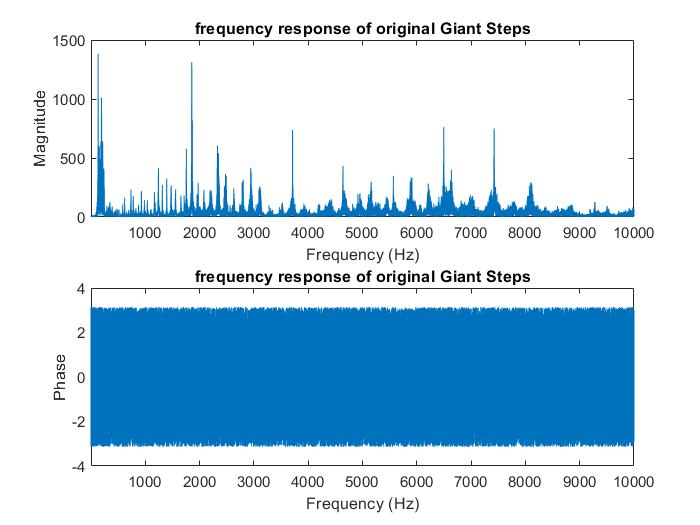 frequency response of original Giant Steps
1500
1000
500
0
Magnitude
1000 2000 3000 4000 5000 6000 7000 8000 9000 10000
Frequency (Hz)
frequency response of original Giant Steps
4
2
0
-2
-4
Phase
1000 2000 3000 4000 5000 6000 7000 8000 9000 10000
Frequency (Hz)